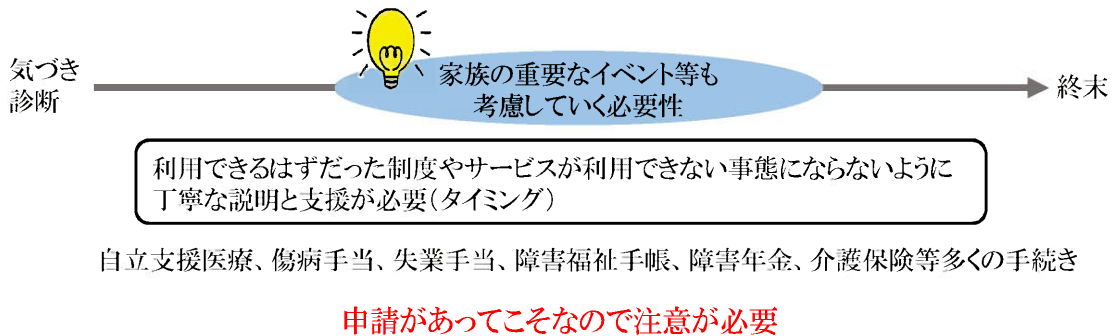 気づき
診断
家族の重要なイベント等も
考慮していく必要性
終末
利用できるはずだった制度やサービスが利用できない事態にならないように
丁寧な説明と支援が必要（タイミング）
自立支援医療、傷病手当、失業手当、障害福祉手帳、障害年金、介護保険等多くの手続き
申請があってこそなので注意が必要